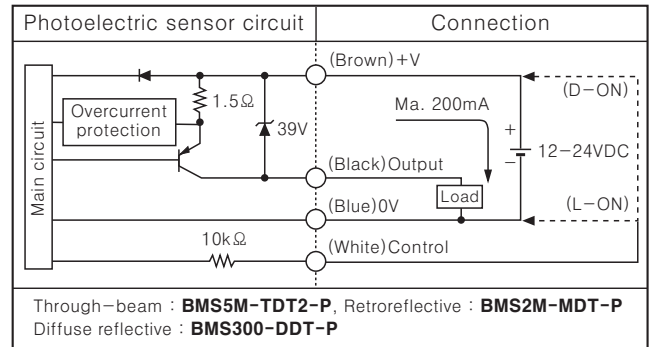 Photoelectric sensor circuit
Connection
(Brown)+V
(D-ON)
1.5Ω
Overcurrent
protection
39V
Ma. 200mA
+
12-24VDC
-
Main circuit
(Black)Output
Load
(Blue)0V
(L-ON)
10kΩ
(White)Control
Through-beam : BMS5M-TDT2-P, Retroreflective : BMS2M-MDT-P
Diffuse reflective : BMS300-DDT-P